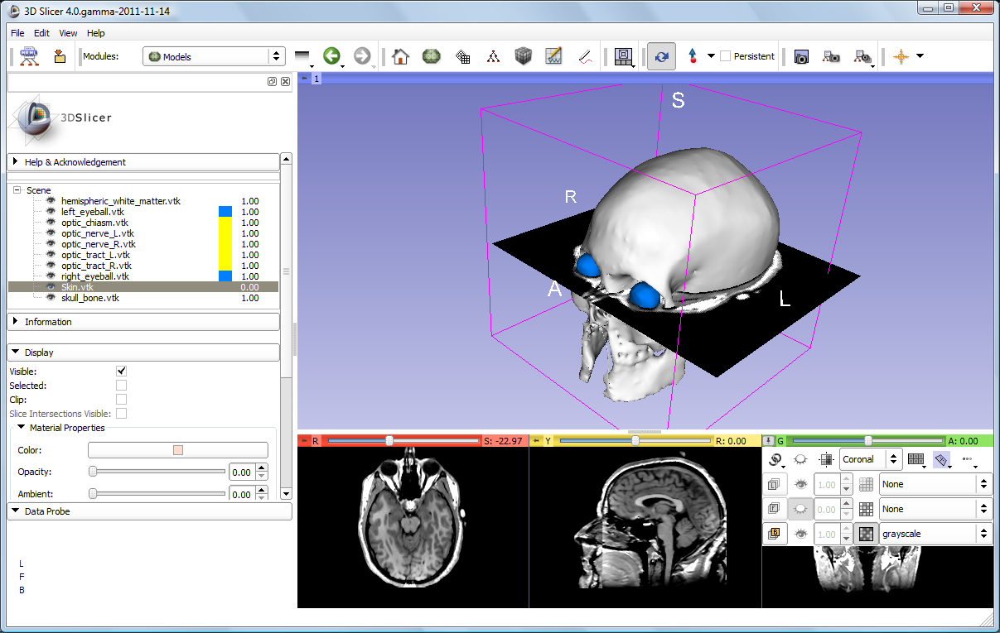 3D Slicer 4.0.gamma-2011-11-14
File Edit View Help
Modules: Models Persistent
1
3DSlicer
Help & Acknowledgement
Scene
hemispheric_white_matter.vtk 1.00
left_eyeball.vtk 1.00
optic_chiasm.vtk 1.00
optic_nerve_L.vtk 1.00
optic_nerve_R.vtk 1.00
optic_tract_L.vtk 1.00
optic_tract_R.vtk 1.00
right_eyeball.vtk 1.00
Skin.vtk 0.00
skull_bone.vtk 1.00
Information
Display
Visible:
Selected:
Clip:
Slice Intersections Visible:
Material Properties
Color:
Opacity: 0.00
Ambient: 0.00
Data Probe
L
F
B
S
R
A
L
R S: -22.97
Y R: 0.00
G A: 0.00
Coronal
L 1.00 None
F 0.00 None
B 1.00 grayscale